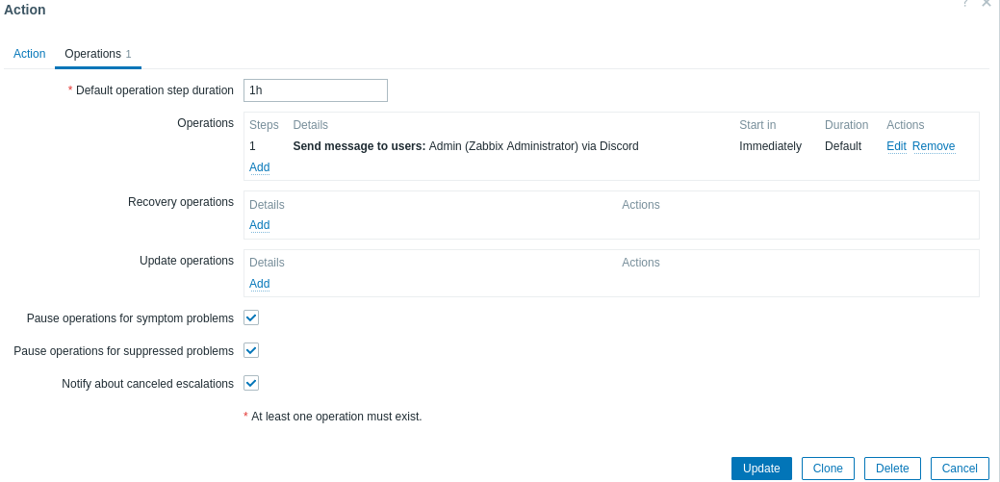 Action
?
Action Operations 1
* Default operation step duration 1h
Operations
Steps Details Start in Duration Actions
1 Send message to users: Admin (Zabbix Administrator) via Discord Immediately Default Edit Remove
Add
Recovery operations
Details Actions
Add
Update operations
Details Actions
Add
Pause operations for symptom problems
Pause operations for suppressed problems
Notify about canceled escalations
* At least one operation must exist.
Update Clone Delete Cancel